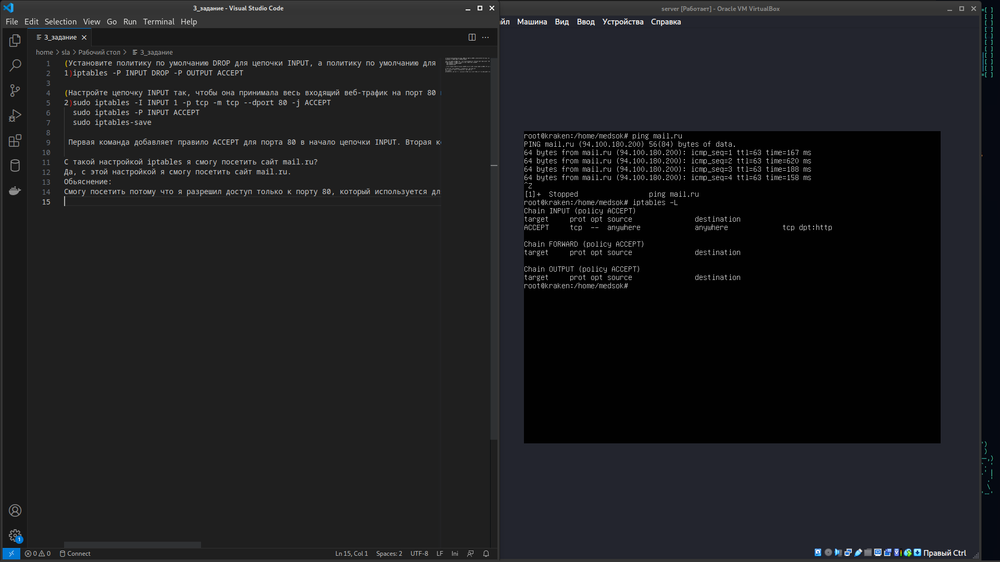 3_задание - Visual Studio Code
File Edit Selection View Go Run Terminal Help
3_задание
home > sla > Рабочий стол > 3_задание
1 (Установите политику по умолчанию DROP для цепочки INPUT, а политику по умолчанию для
2 1)iptables -P INPUT DROP -P OUTPUT ACCEPT
3
4 (Настройте цепочку INPUT так, чтобы она принимала весь входящий веб-трафик на порт 80
5 2)sudo iptables -I INPUT 1 -p tcp -m tcp --dport 80 -j ACCEPT
6 sudo iptables -P INPUT ACCEPT
7 sudo iptables-save
8
9 Первая команда добавляет правило ACCEPT для порта 80 в начало цепочки INPUT. Вторая
10
11 С такой настройкой iptables я смогу посетить сайт mail.ru?
12 Да, с этой настройкой я смогу посетить сайт mail.ru.
13 Обьяснение:
14 Смогу посетить потому что я разрешил доступ только к порту 80, который используется
15
1
0 0 Connect
Ln 15, Col 1 Spaces: 2 UTF-8 LF Ini
server [Работает] - Oracle VM VirtualBox
йл Машина Вид Ввод Устройства Справка
root@kraken:/home/medsok# ping mail.ru
PING mail.ru (94.100.180.200) 56(84) bytes of data.
64 bytes from mail.ru (94.100.180.200): icmp_seq=1 ttl=63 time=167 ms
64 bytes from mail.ru (94.100.180.200): icmp_seq=2 ttl=63 time=620 ms
64 bytes from mail.ru (94.100.180.200): icmp_seq=3 ttl=63 time=188 ms
64 bytes from mail.ru (94.100.180.200): icmp_seq=4 ttl=63 time=158 ms
^Z
[1]+  Stopped                 ping mail.ru
root@kraken:/home/medsok# iptables -L
Chain INPUT (policy ACCEPT)
target     prot opt source               destination
ACCEPT     tcp  --  anywhere             anywhere             tcp dpt:http

Chain FORWARD (policy ACCEPT)
target     prot opt source               destination

Chain OUTPUT (policy ACCEPT)
target     prot opt source               destination
root@kraken:/home/medsok#
Правый Ctrl